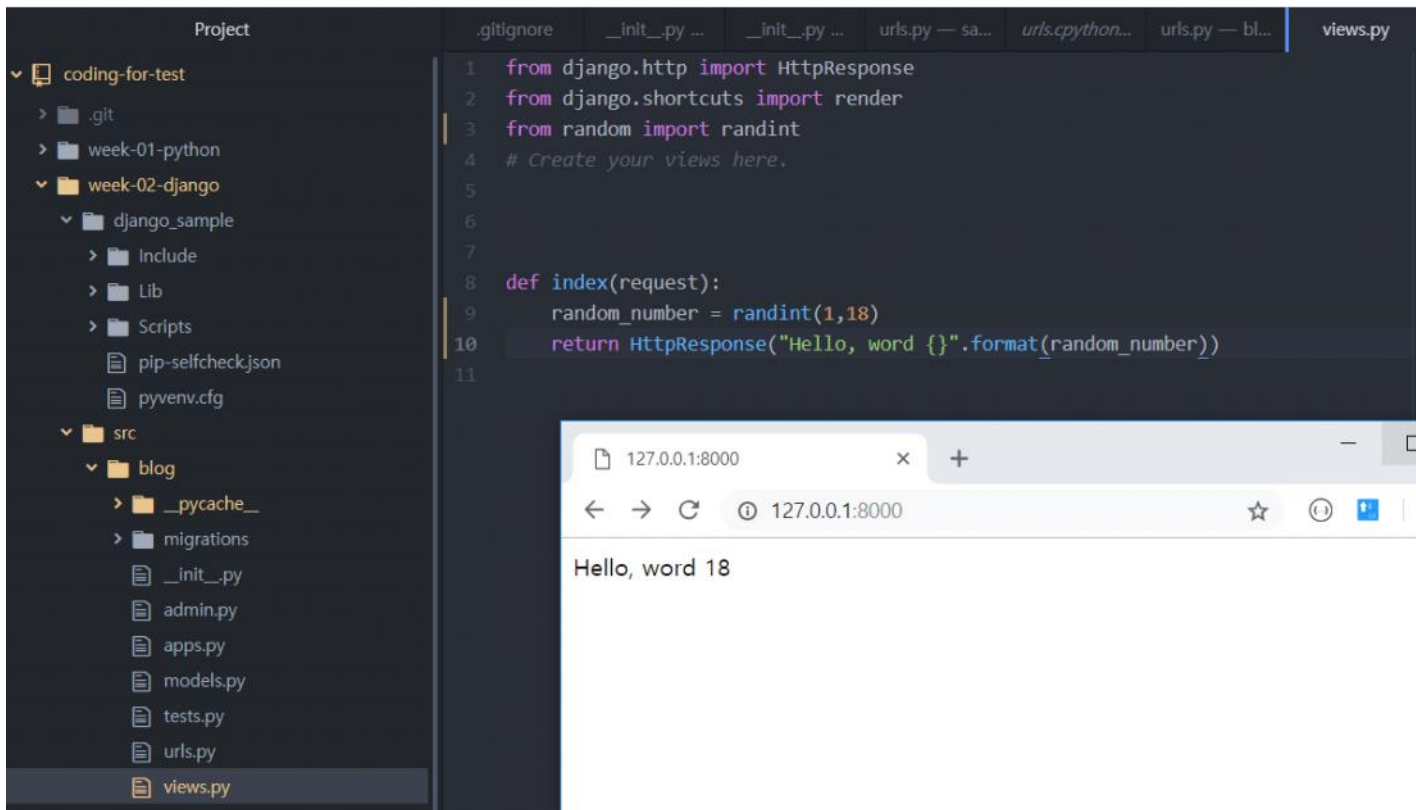 Project
coding-for-test
.git
week-01-python
week-02-django
django_sample
Include
Lib
Scripts
pip-selfcheck.json
pyvenv.cfg
src
blog
__pycache__
migrations
__init__.py
admin.py
apps.py
models.py
tests.py
urls.py
views.py
.gitignore __init__.py ... __init__.py ... urls.py — sa... urls.cpython... urls.py — bl... views.py
1 from django.http import HttpResponse
2 from django.shortcuts import render
3 from random import randint
4 # Create your views here.
5
6
7
8 def index(request):
9 random_number = randint(1,18)
10 return HttpResponse("Hello, word {}".format(random_number))
11
127.0.0.1:8000
127.0.0.1:8000
Hello, word 18